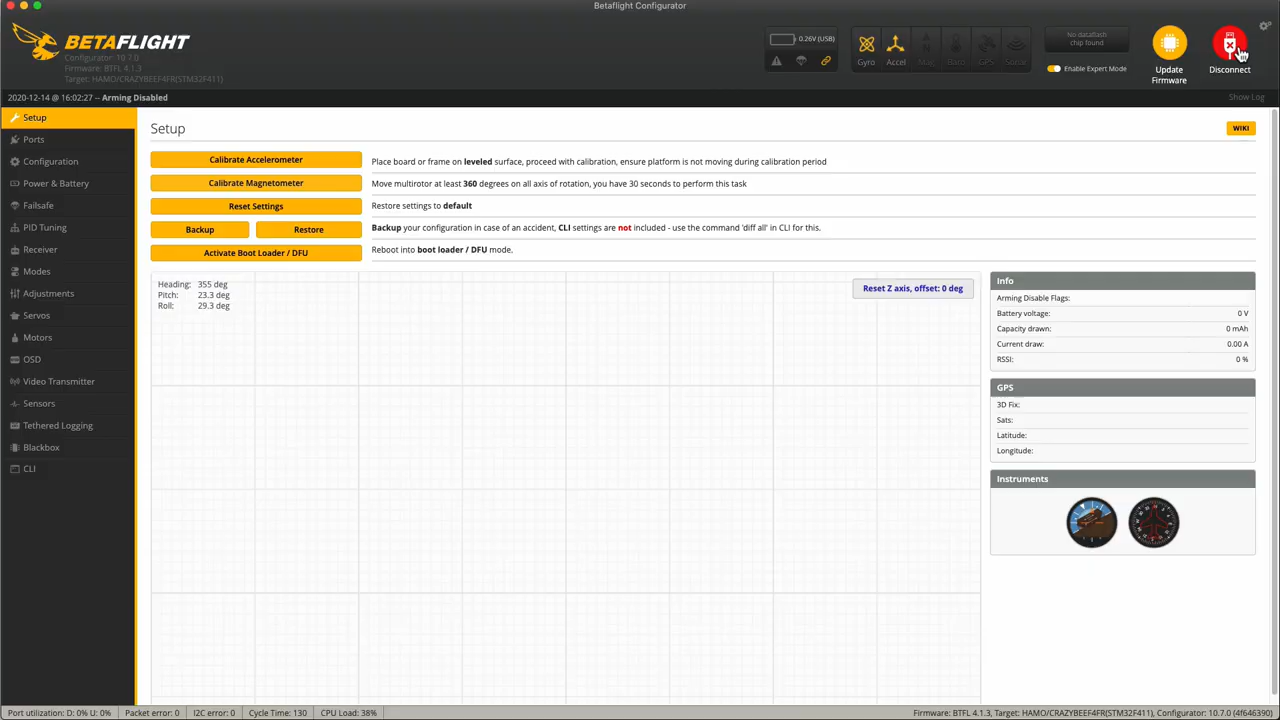 Betaflight Configurator
BETAFLIGHT
Configurator: 10.7.0
Firmware: BTFL 4.1.3
Target: HAMO/CRAZYBEEF4FR(STM32F411)
0.26V (USB)
Gyro
Accel
Mag
Baro
GPS
Sonar
No dataflash
chip found
Enable Expert Mode
Update
Firmware
Disconnect
2020-12-14 @ 16:02:27 -- Arming Disabled
Show Log
Setup
Ports
Configuration
Power & Battery
Failsafe
PID Tuning
Receiver
Modes
Adjustments
Servos
Motors
OSD
Video Transmitter
Sensors
Tethered Logging
Blackbox
CLI
Setup
WIKI
Calibrate Accelerometer
Place board or frame on leveled surface, proceed with calibration, ensure platform is not moving during calibration period
Calibrate Magnetometer
Move multirotor at least 360 degrees on all axis of rotation, you have 30 seconds to perform this task
Reset Settings
Restore settings to default
Backup
Restore
Backup your configuration in case of an accident, CLI settings are not included - use the command 'diff all' in CLI for this.
Activate Boot Loader / DFU
Reboot into boot loader / DFU mode.
Heading: 355 deg
Pitch: 23.3 deg
Roll: 29.3 deg
Reset Z axis, offset: 0 deg
Info
Arming Disable Flags:
Battery voltage: 0 V
Capacity drawn: 0 mAh
Current draw: 0.00 A
RSSI: 0 %
GPS
3D Fix:
Sats:
Latitude:
Longitude:
Instruments
Port utilization: D: 0% U: 0%
Packet error: 0
I2C error: 0
Cycle Time: 130
CPU Load: 38%
Firmware: BTFL 4.1.3, Target: HAMO/CRAZYBEEF4FR(STM32F411), Configurator: 10.7.0 (4f646390)